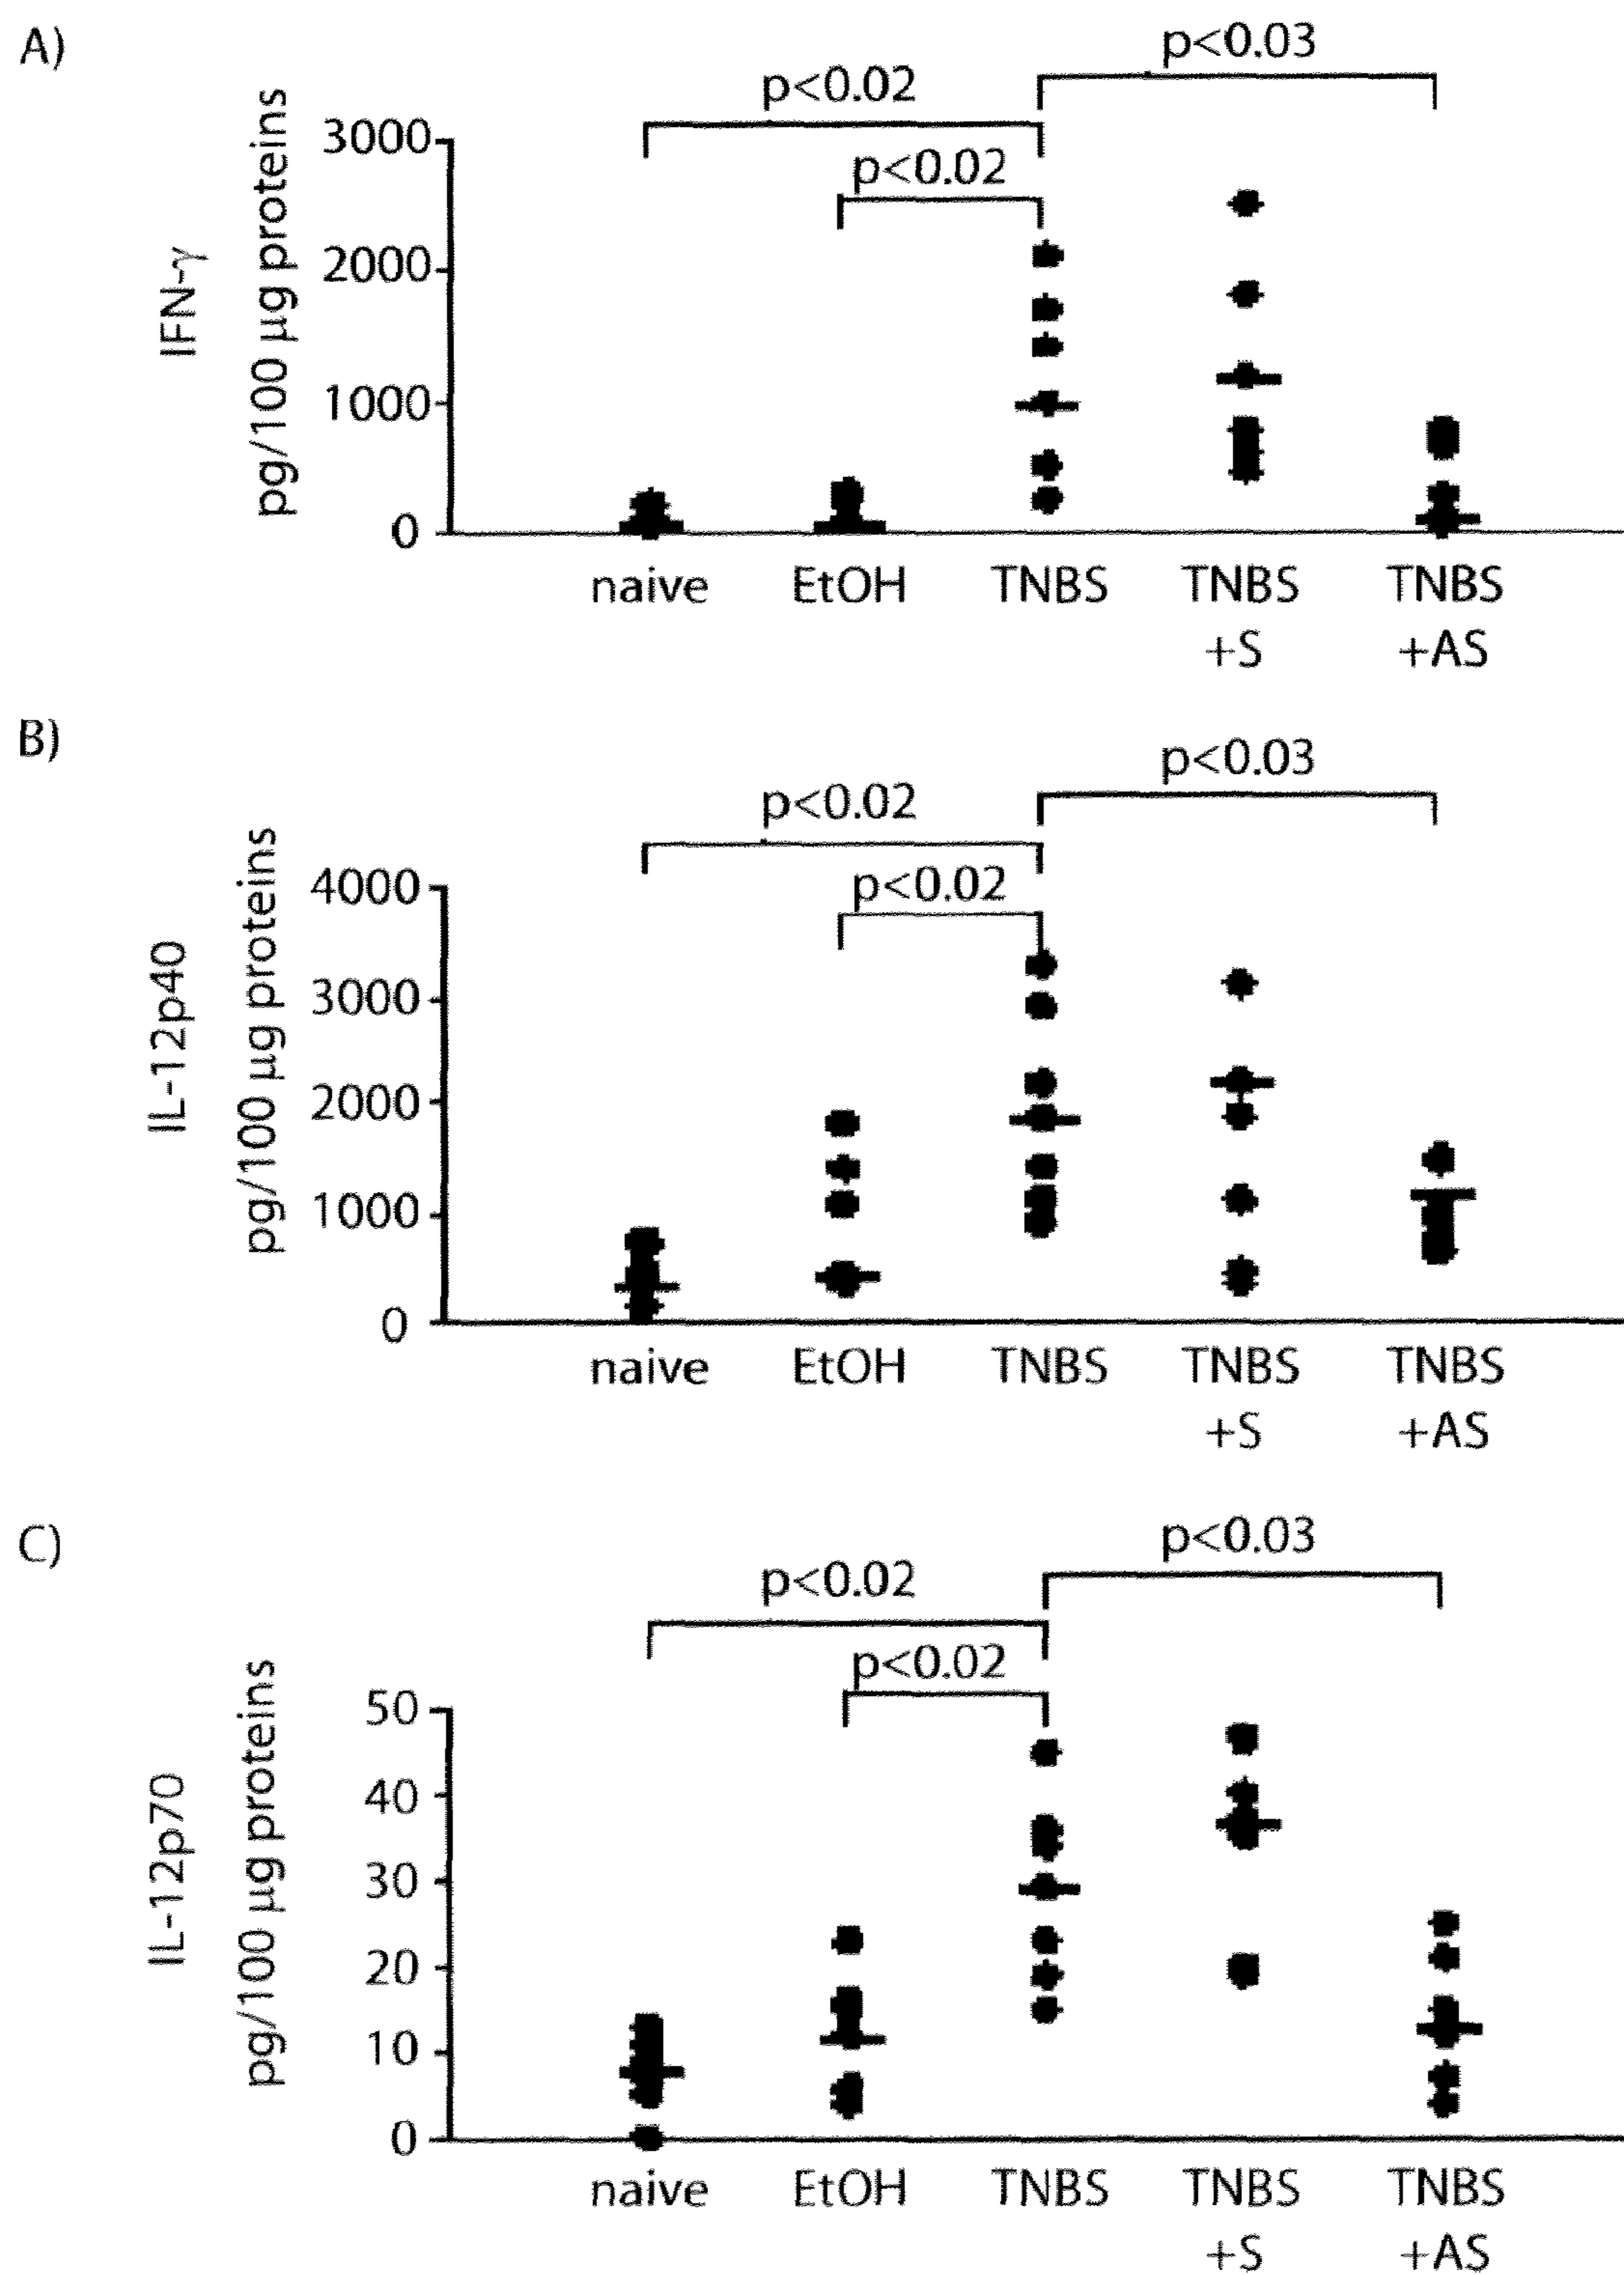 A)
p<0.03
p<0.02
p<0.02
IFN-γ
pg/100 µg proteins
3000
2000
1000
0
naive EtOH TNBS TNBS TNBS
+S +AS
B)
p<0.03
p<0.02
p<0.02
IL-12p40
pg/100 µg proteins
4000
3000
2000
1000
0
naive EtOH TNBS TNBS TNBS
+S +AS
C)
p<0.03
p<0.02
p<0.02
IL-12p70
pg/100 µg proteins
50
40
30
20
10
0
naive EtOH TNBS TNBS TNBS
+S +AS